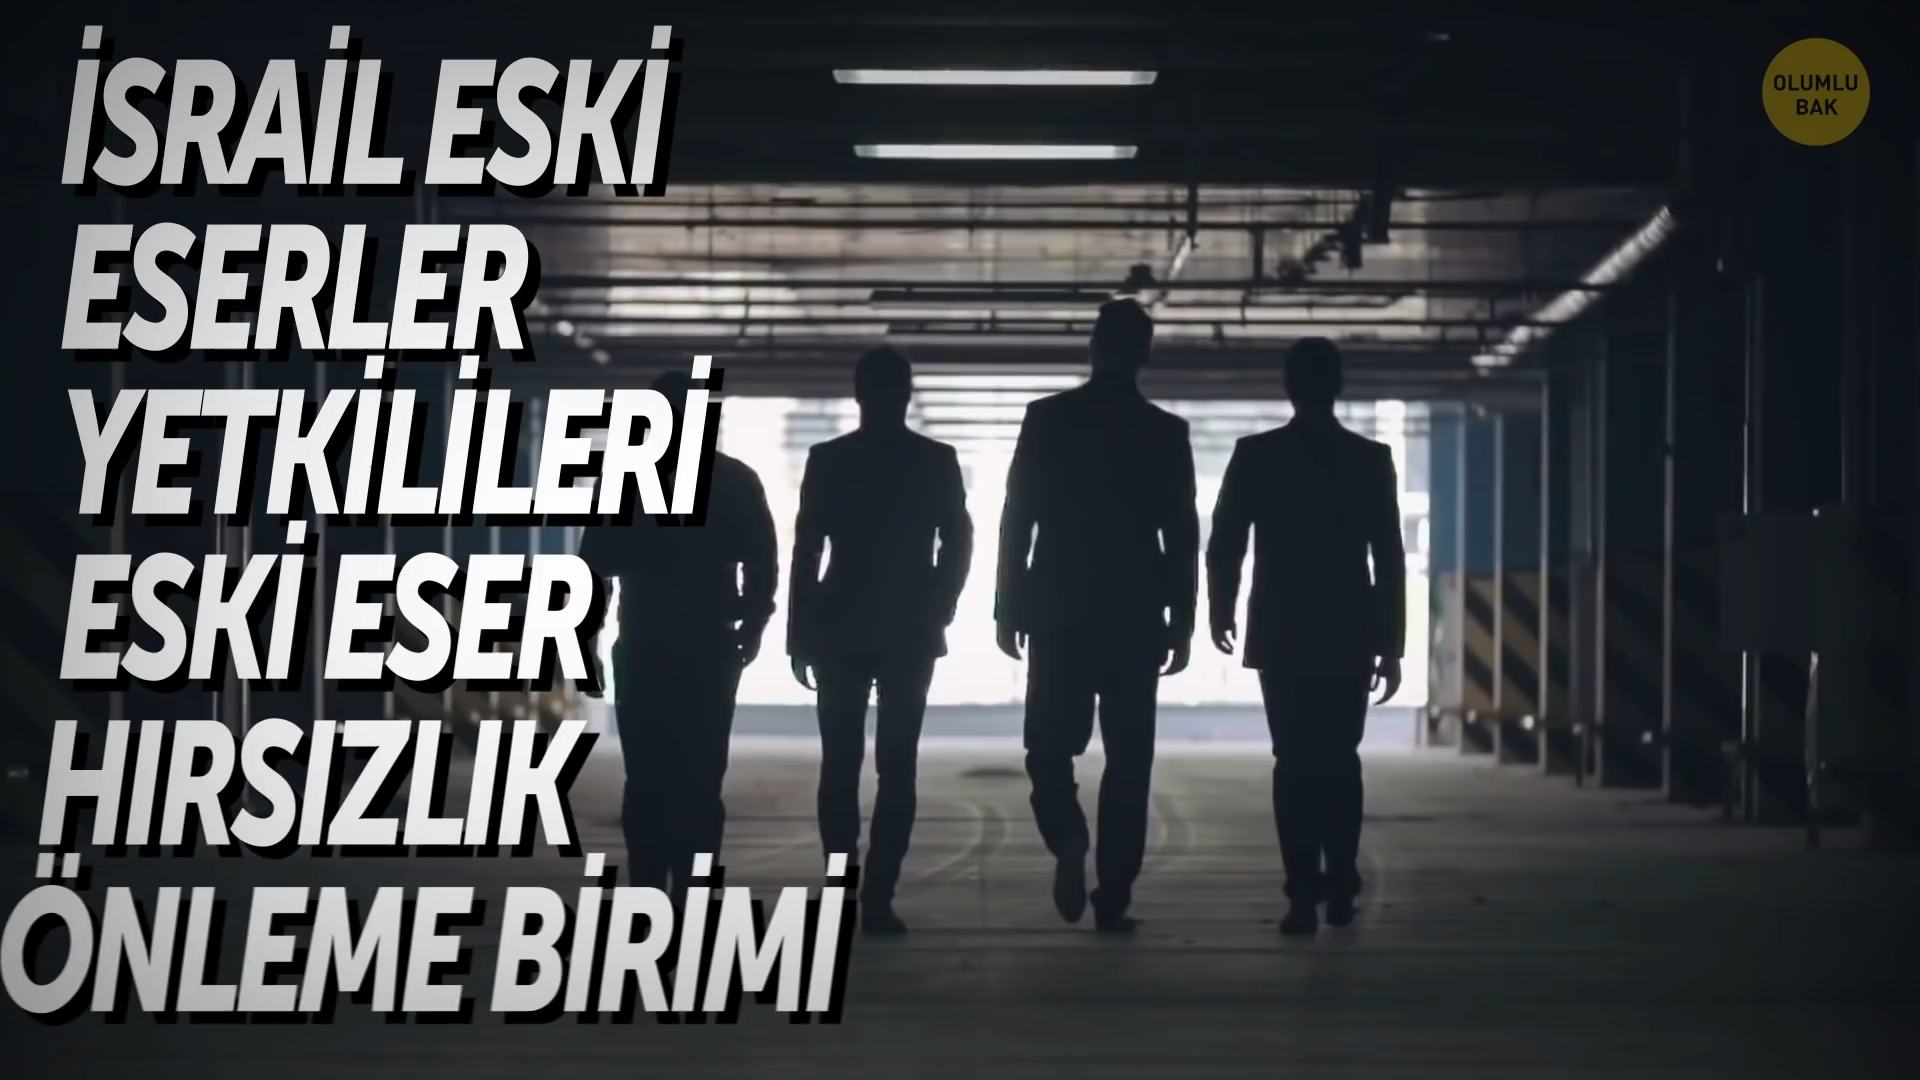 İSRAİL ESKİ
ESERLER
YETKİLİLERİ
ESKİ ESER
HIRSIZLIK
ÖNLEME BİRİMİ
OLUMLU
BAK